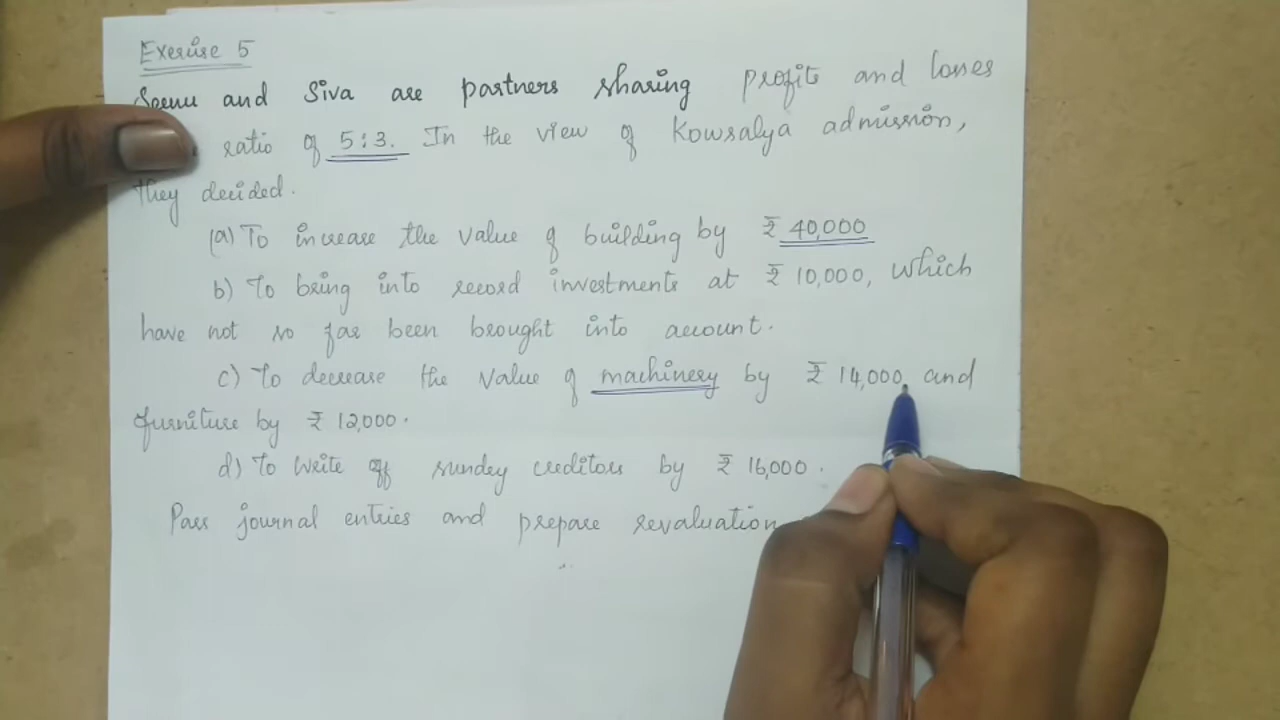 Exercise 5
Seenu and Siva are partners sharing profits and losses
ratio of 5:3. In the view of Kowsalya admission,
they decided.
(a) To increase the value of building by ₹ 40,000
b) To bring into record investments at ₹ 10,000, which
have not so far been brought into account.
c) To decrease the value of machinery by ₹ 14,000 and
furniture by ₹ 12,000.
d) To write off sundry creditors by ₹ 16,000.
Pass journal entries and prepare revaluation